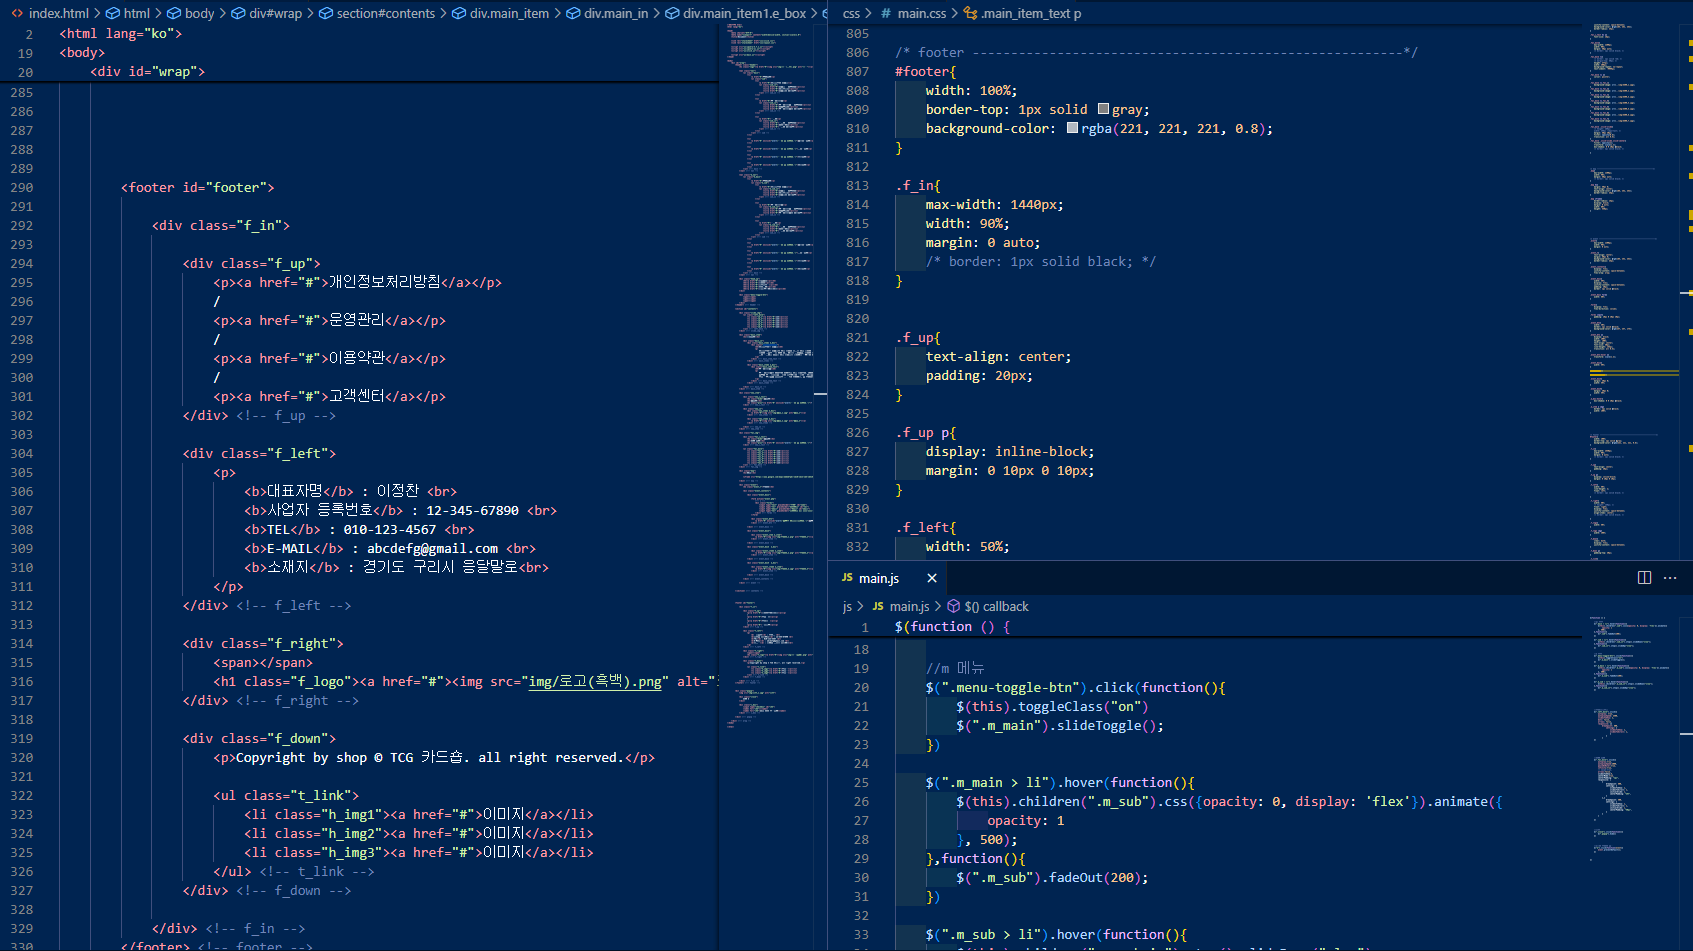 index.html > html > body > div#wrap > section#contents > div.main_item > div.main_in > div.main_item1.e_box >
2 <html lang="ko">
19 <body>
20 <div id="wrap">
285
286
287
288
289
290 <footer id="footer">
291
292 <div class="f_in">
293
294 <div class="f_up">
295 <p><a href="#">개인정보처리방침</a></p>
296 /
297 <p><a href="#">운영관리</a></p>
298 /
299 <p><a href="#">이용약관</a></p>
300 /
301 <p><a href="#">고객센터</a></p>
302 </div> <!-- f_up -->
303
304 <div class="f_left">
305 <p>
306 <b>대표자명</b> : 이정찬 <br>
307 <b>사업자 등록번호</b> : 12-345-67890 <br>
308 <b>TEL</b> : 010-123-4567 <br>
309 <b>E-MAIL</b> : abcdefg@gmail.com <br>
310 <b>소재지</b> : 경기도 구리시 응달말로<br>
311 </p>
312 </div> <!-- f_left -->
313
314 <div class="f_right">
315 <span></span>
316 <h1 class="f_logo"><a href="#"><img src="img/로고(흑백).png" alt="
317 </div> <!-- f_right -->
318
319 <div class="f_down">
320 <p>Copyright by shop © TCG 카드숍. all right reserved.</p>
321
322 <ul class="t_link">
323 <li class="h_img1"><a href="#">이미지</a></li>
324 <li class="h_img2"><a href="#">이미지</a></li>
325 <li class="h_img3"><a href="#">이미지</a></li>
326 </ul> <!-- t_link -->
327 </div> <!-- f_down -->
328
329 </div> <!-- f_in -->
330 </footer> <!-- footer -->
css > # main.css > .main_item_text p
805
806 /* footer --------------------------------------------------------*/
807 #footer{
808 width: 100%;
809 border-top: 1px solid gray;
810 background-color: rgba(221, 221, 221, 0.8);
811 }
812
813 .f_in{
814 max-width: 1440px;
815 width: 90%;
816 margin: 0 auto;
817 /* border: 1px solid black; */
818 }
819
820
821 .f_up{
822 text-align: center;
823 padding: 20px;
824 }
825
826 .f_up p{
827 display: inline-block;
828 margin: 0 10px 0 10px;
829 }
830
831 .f_left{
832 width: 50%;
JS main.js ×
js > JS main.js > $() callback
1 $(function () {
18
19 //m 메뉴
20 $(".menu-toggle-btn").click(function(){
21 $(this).toggleClass("on")
22 $(".m_main").slideToggle();
23 })
24
25 $(".m_main > li").hover(function(){
26 $(this).children(".m_sub").css({opacity: 0, display: 'flex'}).animate({
27 opacity: 1
28 }, 500);
29 },function(){
30 $(".m_sub").fadeOut(200);
31 })
32
33 $(".m_sub > li").hover(function(){